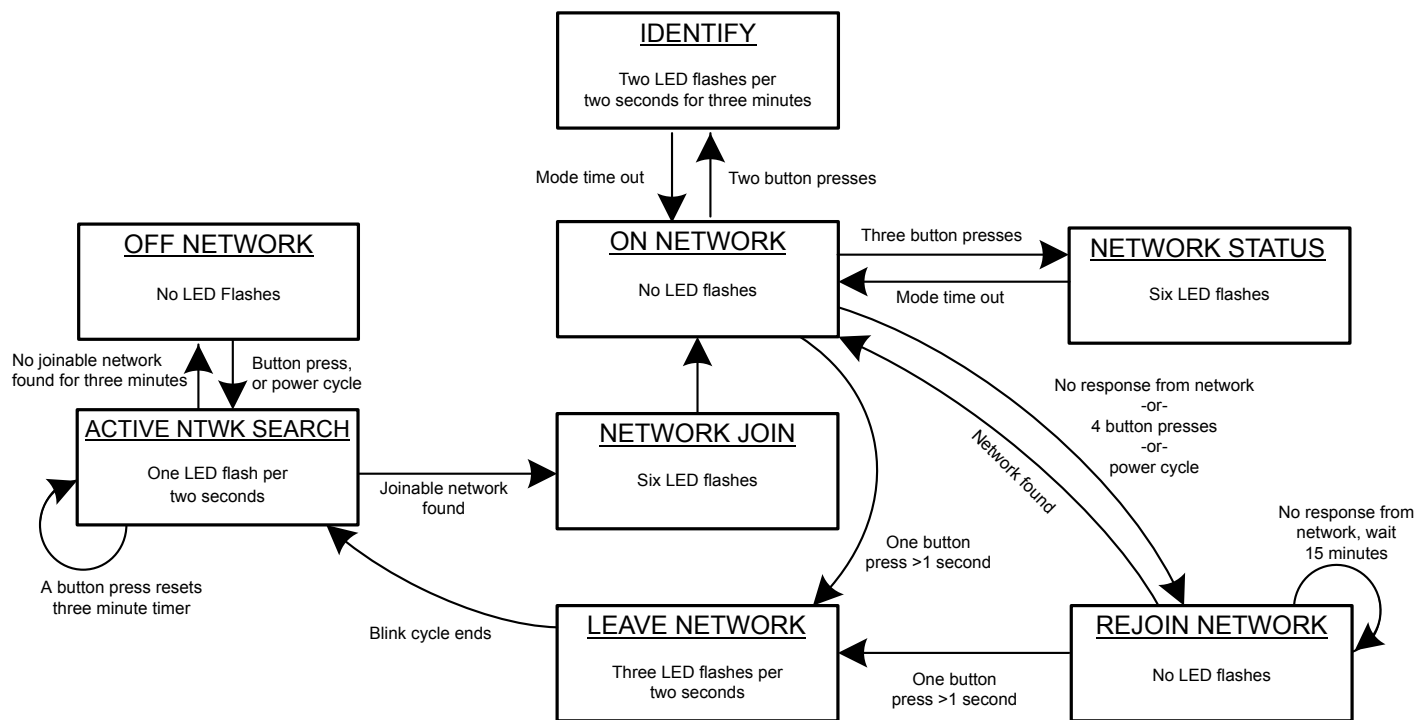 IDENTIFY
Two LED flashes per
two seconds for three minutes
Mode time out
Two button presses
OFF NETWORK
No LED Flashes
ON NETWORK
No LED flashes
Three button presses
Mode time out
NETWORK STATUS
Six LED flashes
No joinable network
found for three minutes
Button press,
or power cycle
ACTIVE NTWK SEARCH
One LED flash per
two seconds
A button press resets
three minute timer
Joinable network
found
NETWORK JOIN
Six LED flashes
No response from network
-or-
4 button presses
-or-
power cycle
Network found
One button
press >1 second
No response from
network, wait
15 minutes
Blink cycle ends
LEAVE NETWORK
Three LED flashes per
two seconds
One button
press >1 second
REJOIN NETWORK
No LED flashes